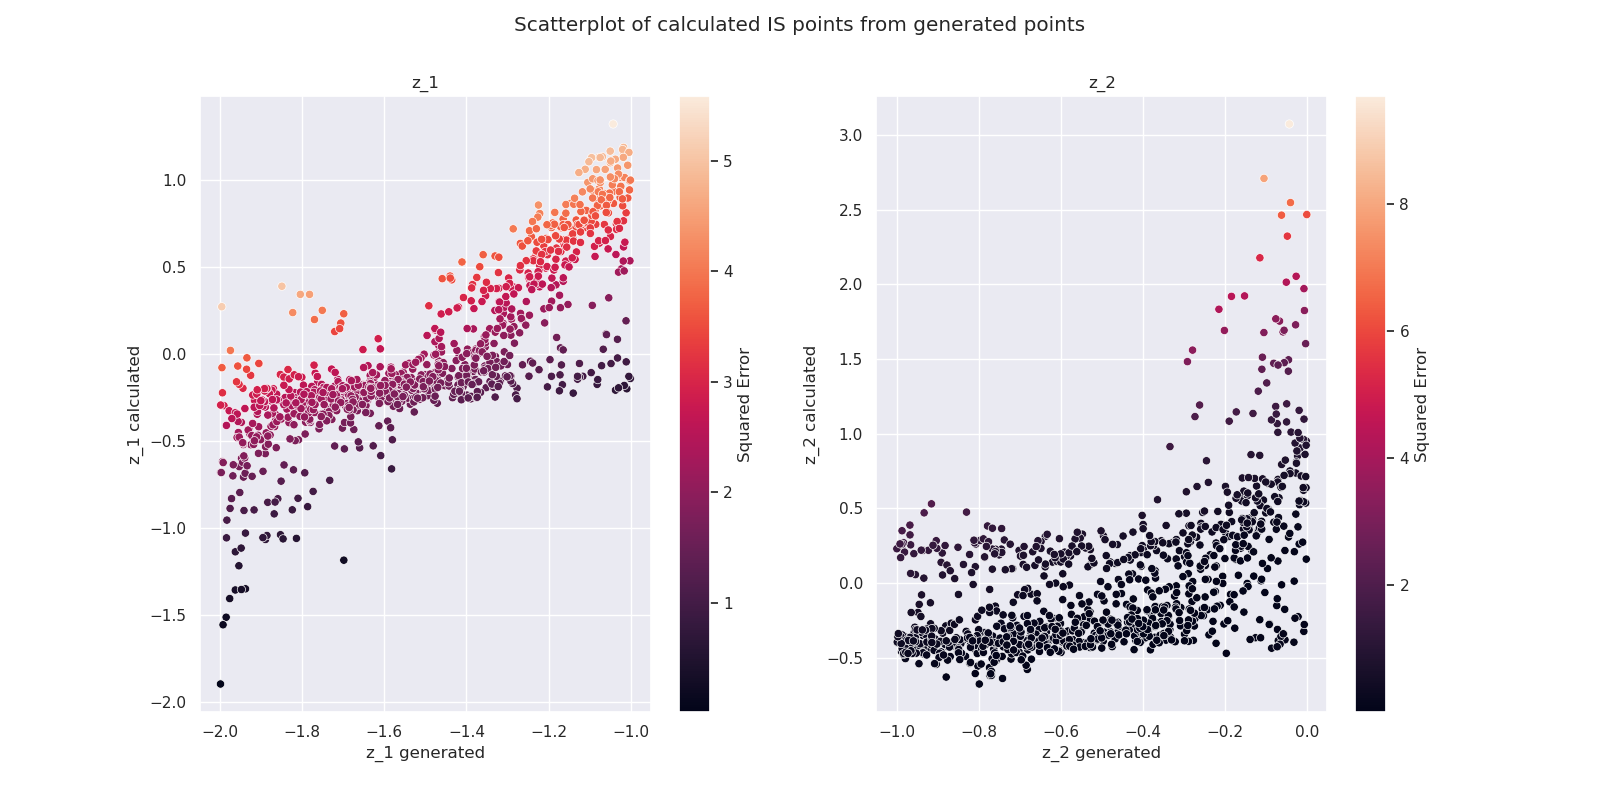 Scatterplot of calculated IS points from generated points
z_1
1.0
0.5
0.0
−0.5
−1.0
−1.5
−2.0
z_1 calculated
−2.0 −1.8 −1.6 −1.4 −1.2 −1.0
z_1 generated
5
4
3
2
1
Squared Error
z_2
3.0
2.5
2.0
1.5
1.0
0.5
0.0
−0.5
z_2 calculated
−1.0 −0.8 −0.6 −0.4 −0.2 0.0
z_2 generated
8
6
4
2
Squared Error